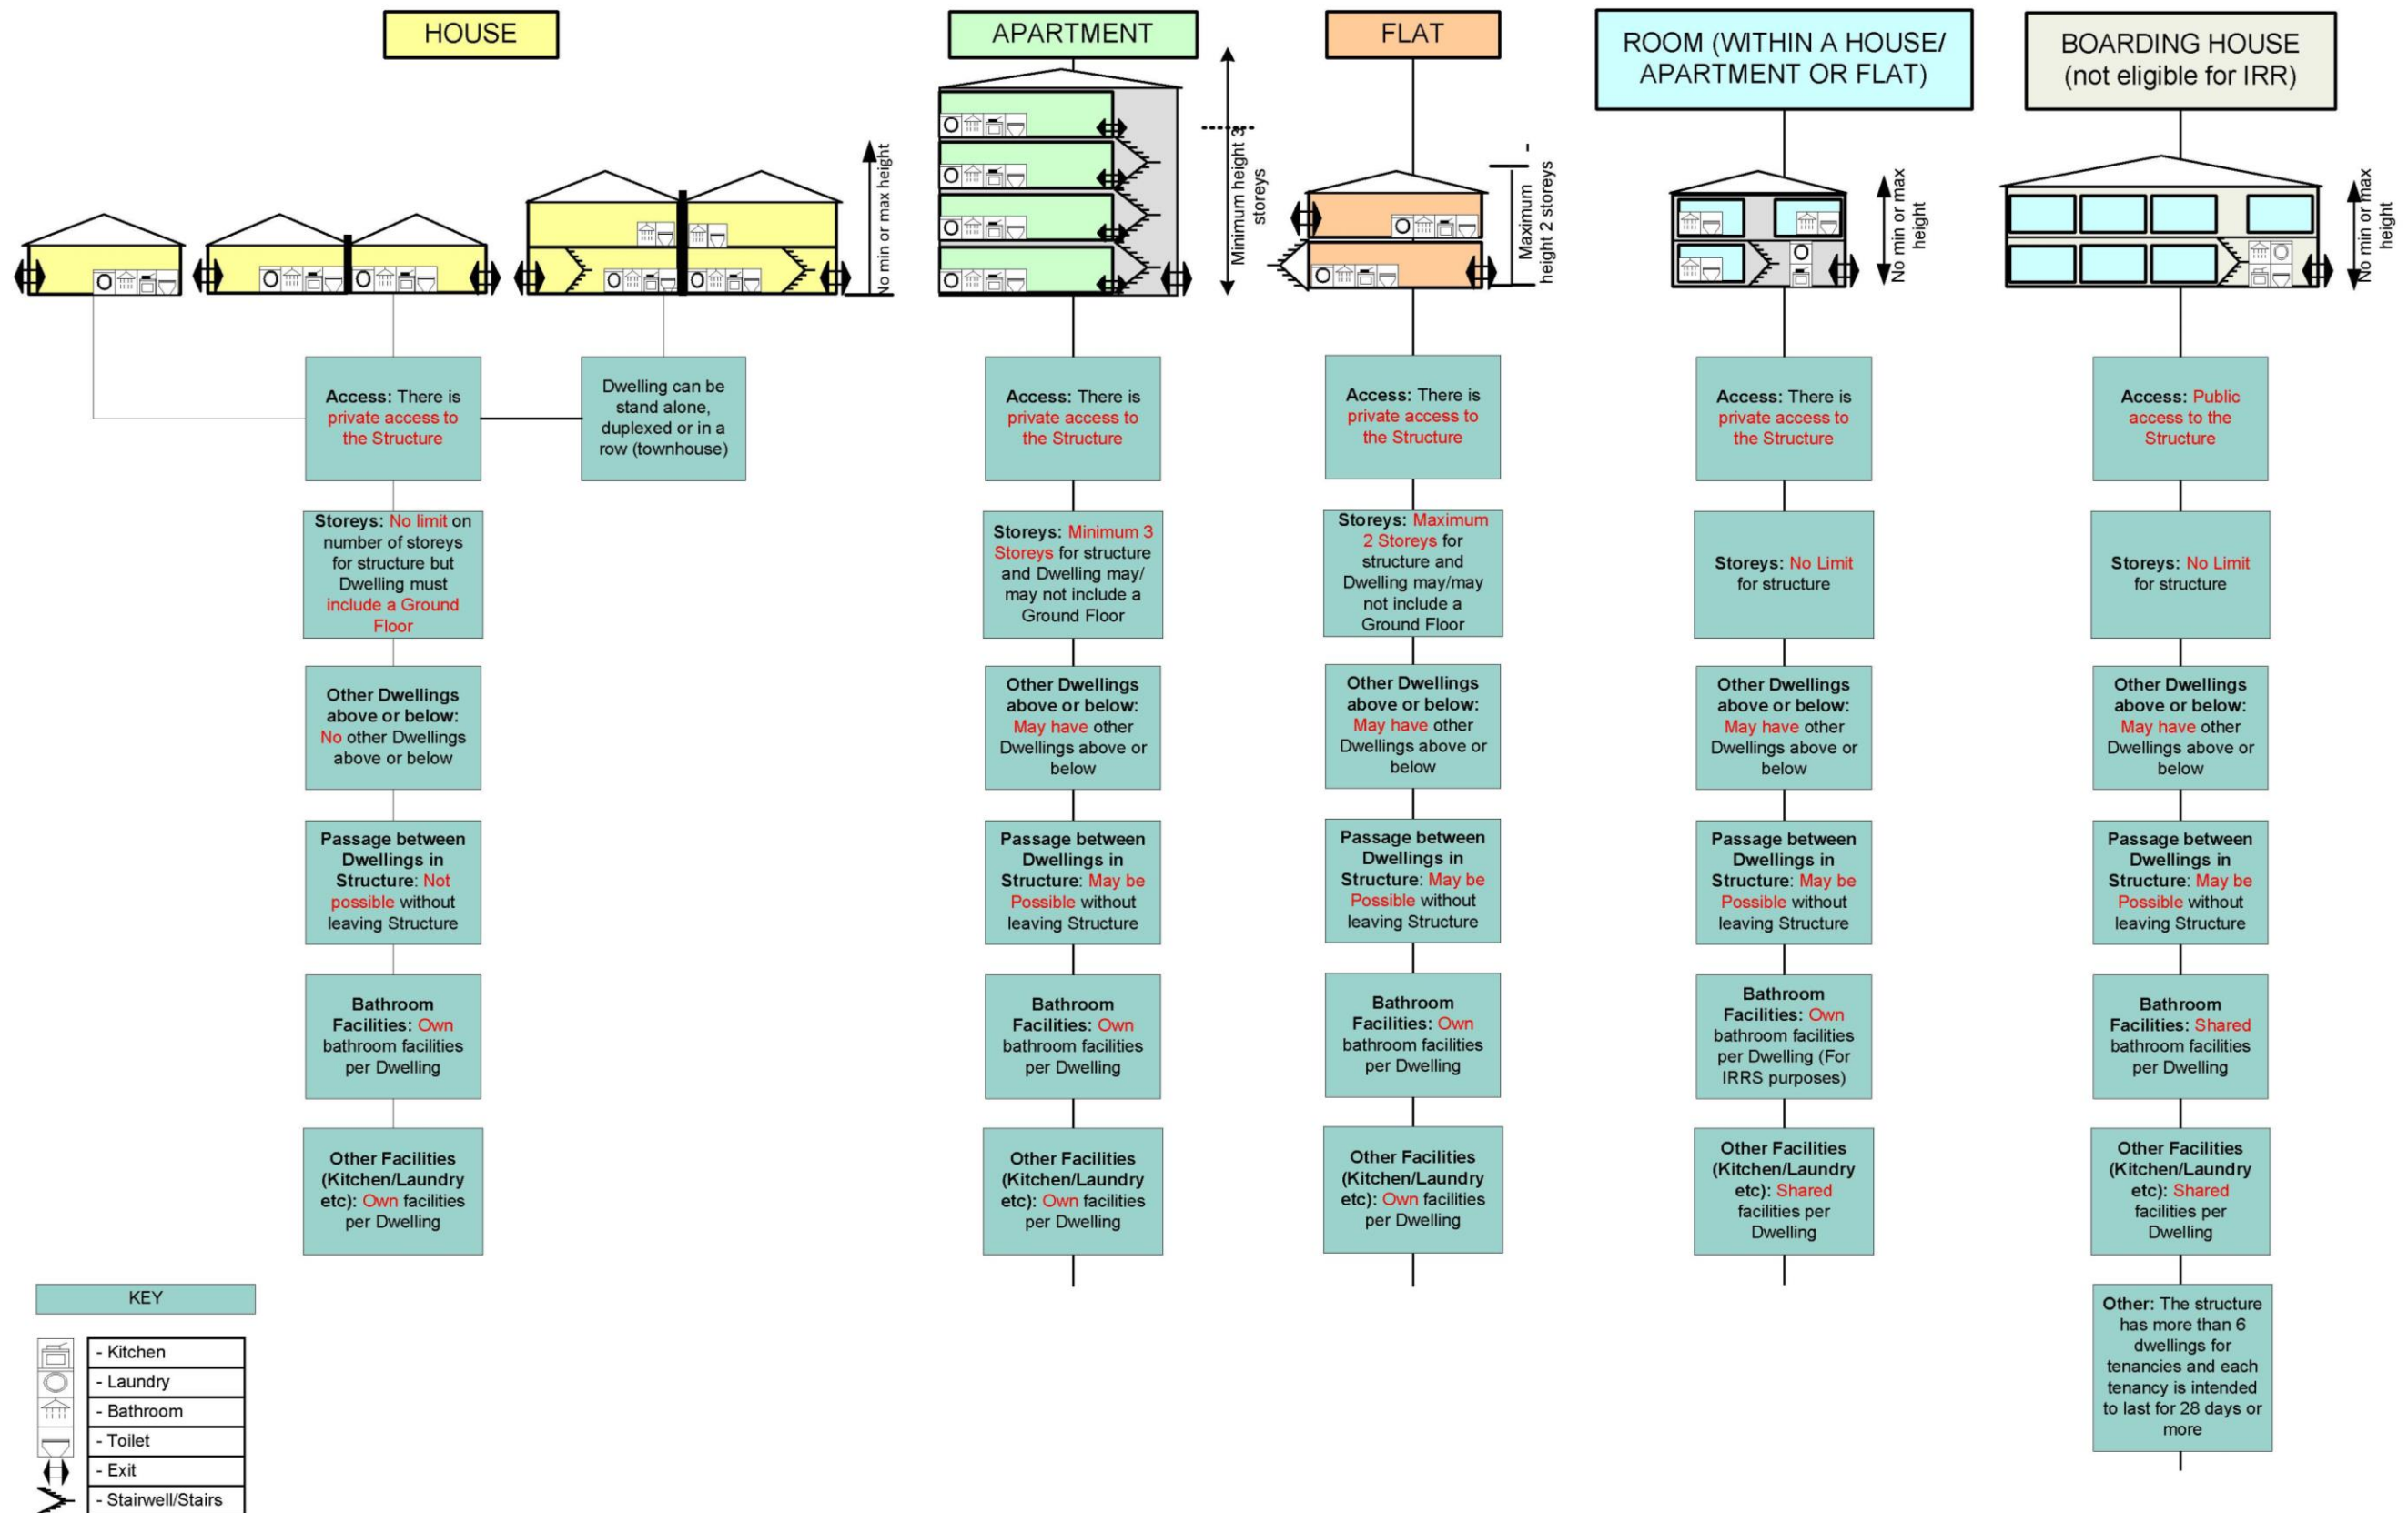 HOUSE
No min or max height
Access: There is
private access to
the Structure
Dwelling can be
stand alone,
duplexed or in a
row (townhouse)
Storeys: No limit on
number of storeys
for structure but
Dwelling must
include a Ground
Floor
Other Dwellings
above or below:
No other Dwellings
above or below
Passage between
Dwellings in
Structure: Not
possible without
leaving Structure
Bathroom
Facilities: Own
bathroom facilities
per Dwelling
Other Facilities
(Kitchen/Laundry
etc): Own facilities
per Dwelling
APARTMENT
Minimum height 3
storeys
Access: There is
private access to
the Structure
Storeys: Minimum 3
Storeys for structure
and Dwelling may/
may not include a
Ground Floor
Other Dwellings
above or below:
May have other
Dwellings above or
below
Passage between
Dwellings in
Structure: May be
Possible without
leaving Structure
Bathroom
Facilities: Own
bathroom facilities
per Dwelling
Other Facilities
(Kitchen/Laundry
etc): Own facilities
per Dwelling
FLAT
Maximum
height 2 storeys
Access: There is
private access to
the Structure
Storeys: Maximum
2 Storeys for
structure and
Dwelling may/may
not include a
Ground Floor
Other Dwellings
above or below:
May have other
Dwellings above or
below
Passage between
Dwellings in
Structure: May be
Possible without
leaving Structure
Bathroom
Facilities: Own
bathroom facilities
per Dwelling
Other Facilities
(Kitchen/Laundry
etc): Own facilities
per Dwelling
ROOM (WITHIN A HOUSE/
APARTMENT OR FLAT)
No min or max
height
Access: There is
private access to
the Structure
Storeys: No Limit
for structure
Other Dwellings
above or below:
May have other
Dwellings above or
below
Passage between
Dwellings in
Structure: May be
Possible without
leaving Structure
Bathroom
Facilities: Own
bathroom facilities
per Dwelling (For
IRRS purposes)
Other Facilities
(Kitchen/Laundry
etc): Shared
facilities per
Dwelling
BOARDING HOUSE
(not eligible for IRR)
No min or max
height
Access: Public
access to the
Structure
Storeys: No Limit
for structure
Other Dwellings
above or below:
May have other
Dwellings above or
below
Passage between
Dwellings in
Structure: May be
Possible without
leaving Structure
Bathroom
Facilities: Shared
bathroom facilities
per Dwelling
Other Facilities
(Kitchen/Laundry
etc): Shared
facilities per
Dwelling
Other: The structure
has more than 6
dwellings for
tenancies and each
tenancy is intended
to last for 28 days or
more
KEY
- Kitchen
- Laundry
- Bathroom
- Toilet
- Exit
- Stairwell/Stairs